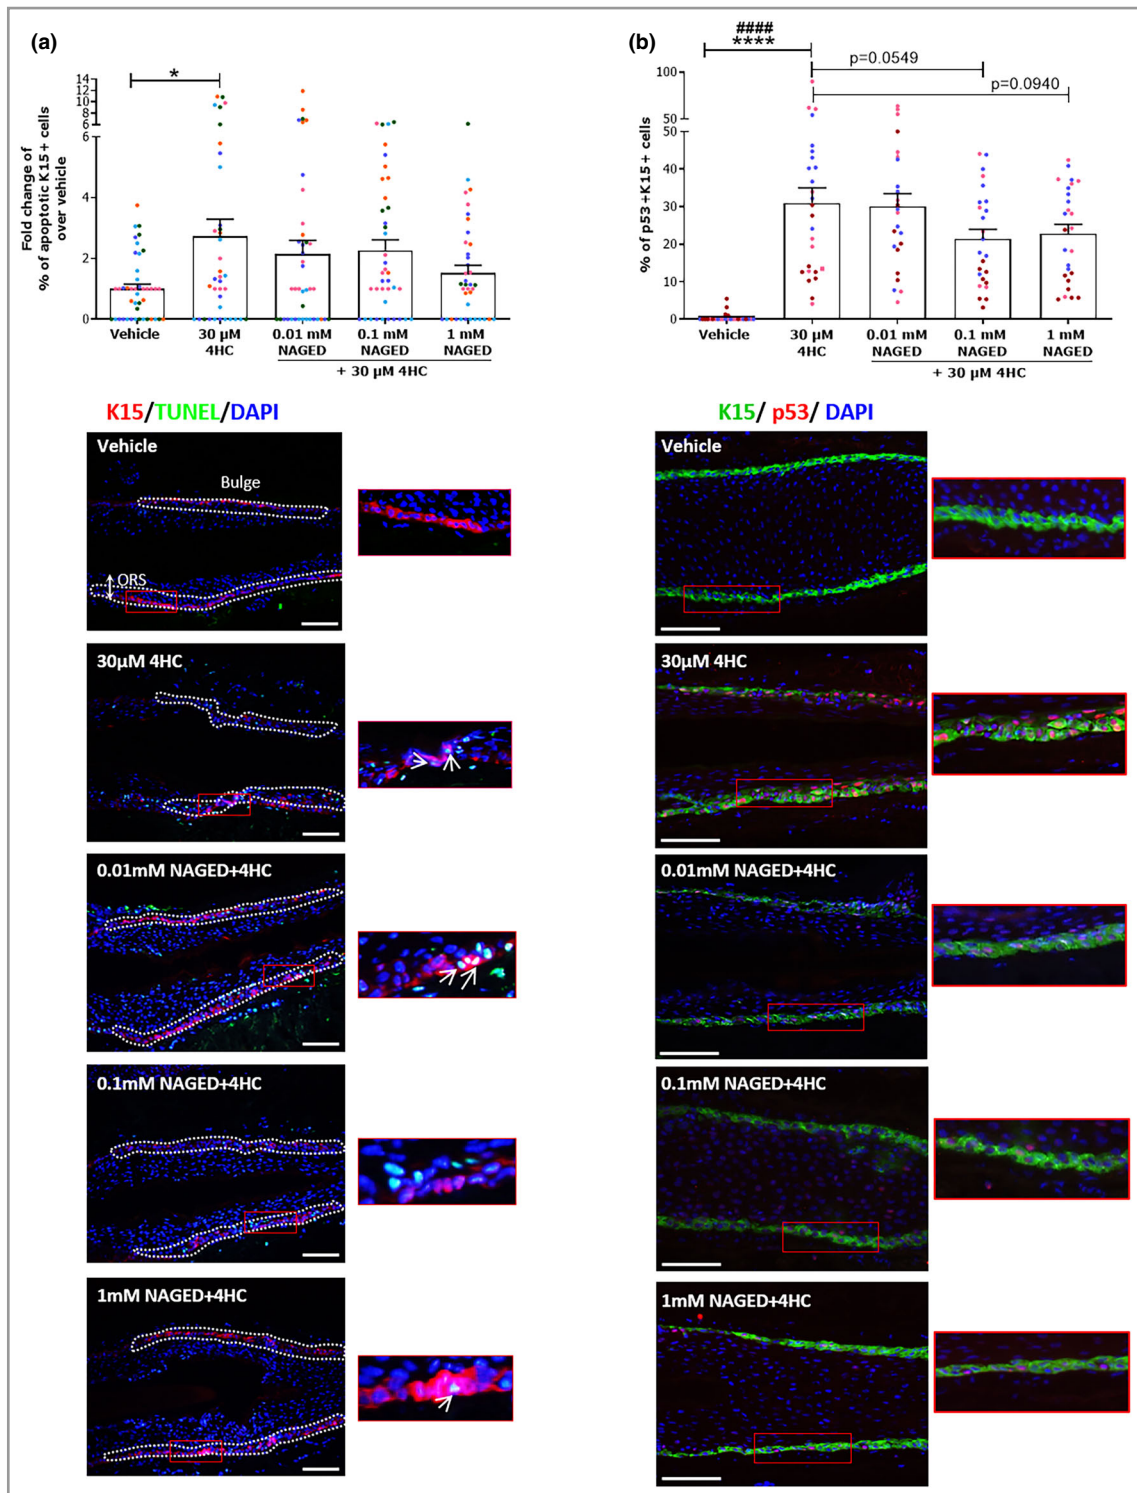 (a)
*
14
12
10
8
6
6
4
2
0
Fold change of
% of apoptotic K15+ cells
over vehicle
Vehicle
30 µM
4HC
0.01 mM
NAGED
0.1 mM
NAGED
1 mM
NAGED
+ 30 µM 4HC
K15/TUNEL/DAPI
Vehicle
Bulge
ORS
30µM 4HC
0.01mM NAGED+4HC
0.1mM NAGED+4HC
1mM NAGED+4HC
(b)
####
****
p=0.0549
p=0.0940
100
50
50
40
30
20
10
0
% of p53+K15+ cells
Vehicle
30 µM
4HC
0.01 mM
NAGED
0.1 mM
NAGED
1 mM
NAGED
+ 30 µM 4HC
K15/ p53/ DAPI
Vehicle
30µM 4HC
0.01mM NAGED+4HC
0.1mM NAGED+4HC
1mM NAGED+4HC